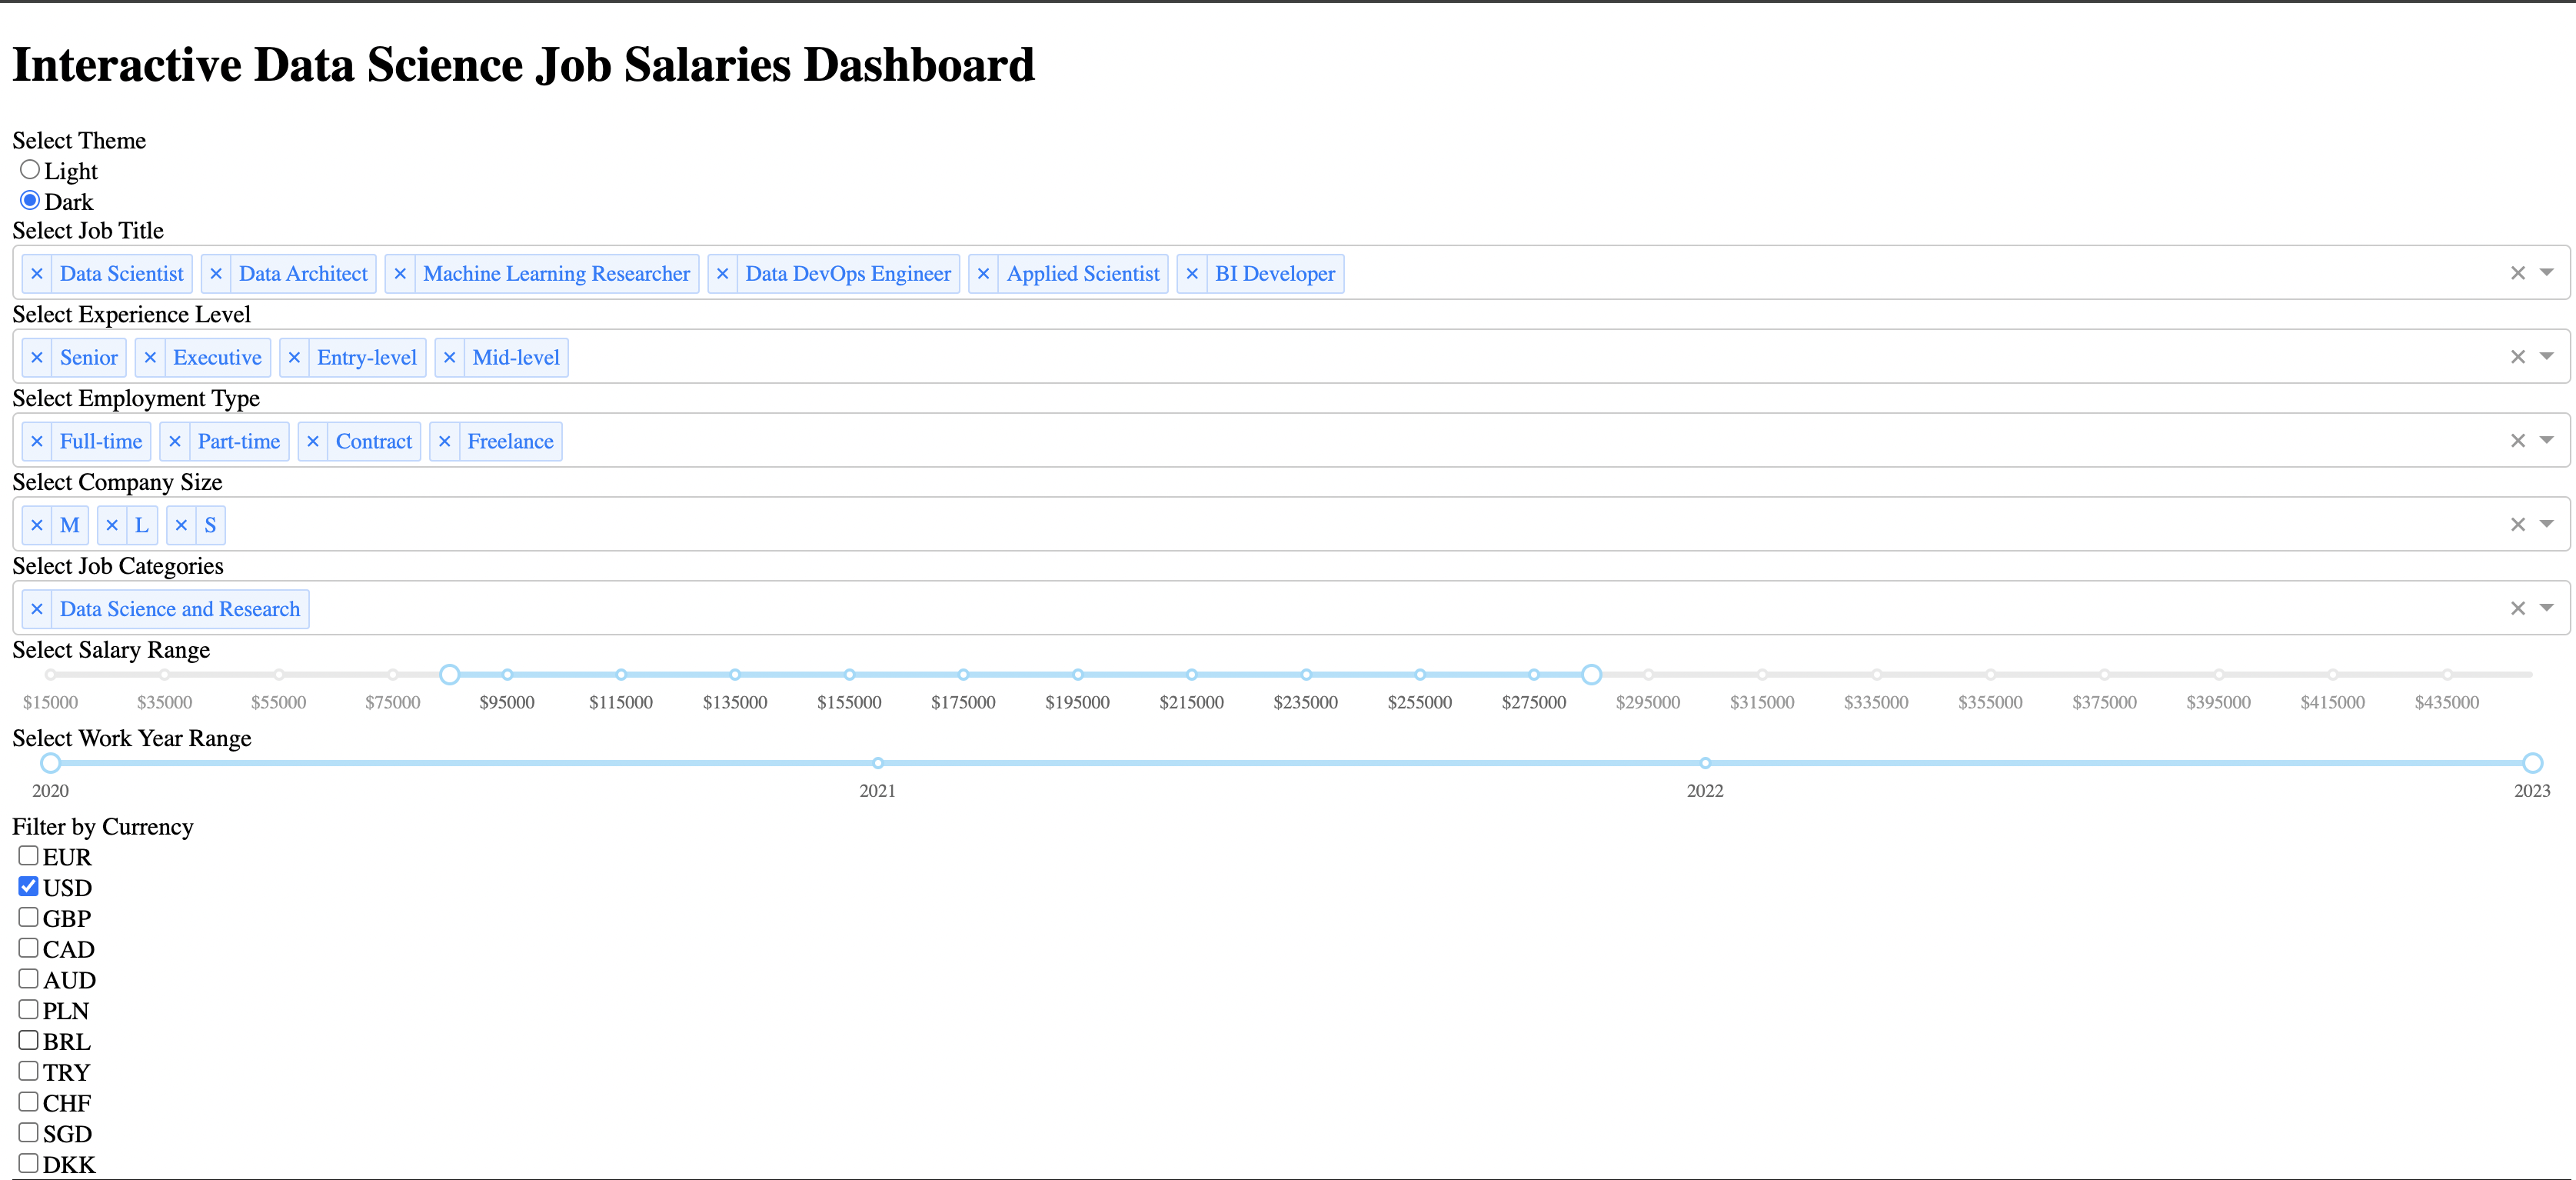 Interactive Data Science Job Salaries Dashboard
Select Theme
Light
Dark
Select Job Title
× Data Scientist × Data Architect × Machine Learning Researcher × Data DevOps Engineer × Applied Scientist × BI Developer
Select Experience Level
× Senior × Executive × Entry-level × Mid-level
Select Employment Type
× Full-time × Part-time × Contract × Freelance
Select Company Size
× M × L × S
Select Job Categories
× Data Science and Research
Select Salary Range
$15000 $35000 $55000 $75000 $95000 $115000 $135000 $155000 $175000 $195000 $215000 $235000 $255000 $275000 $295000 $315000 $335000 $355000 $375000 $395000 $415000 $435000
Select Work Year Range
2020 2021 2022 2023
Filter by Currency
EUR
USD
GBP
CAD
AUD
PLN
BRL
TRY
CHF
SGD
DKK